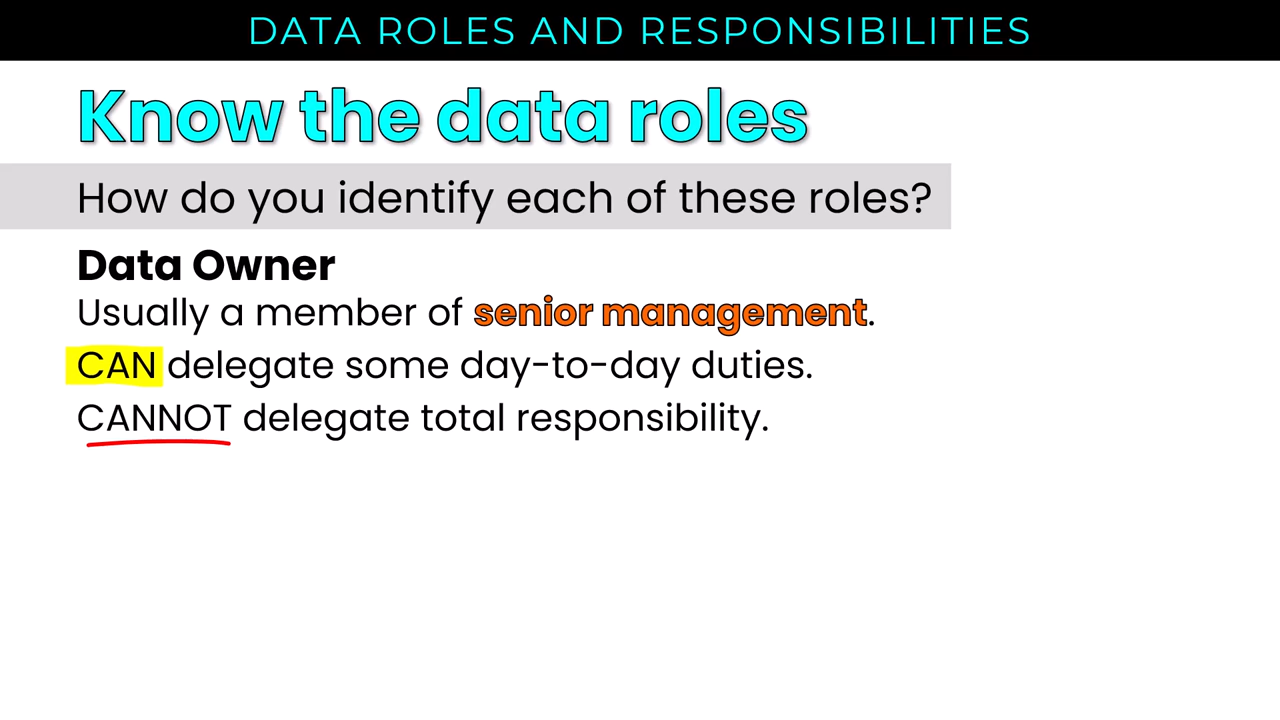 DATA ROLES AND RESPONSIBILITIES
Know the data roles
How do you identify each of these roles?
Data Owner
Usually a member of senior management.
CAN delegate some day-to-day duties.
CANNOT delegate total responsibility.